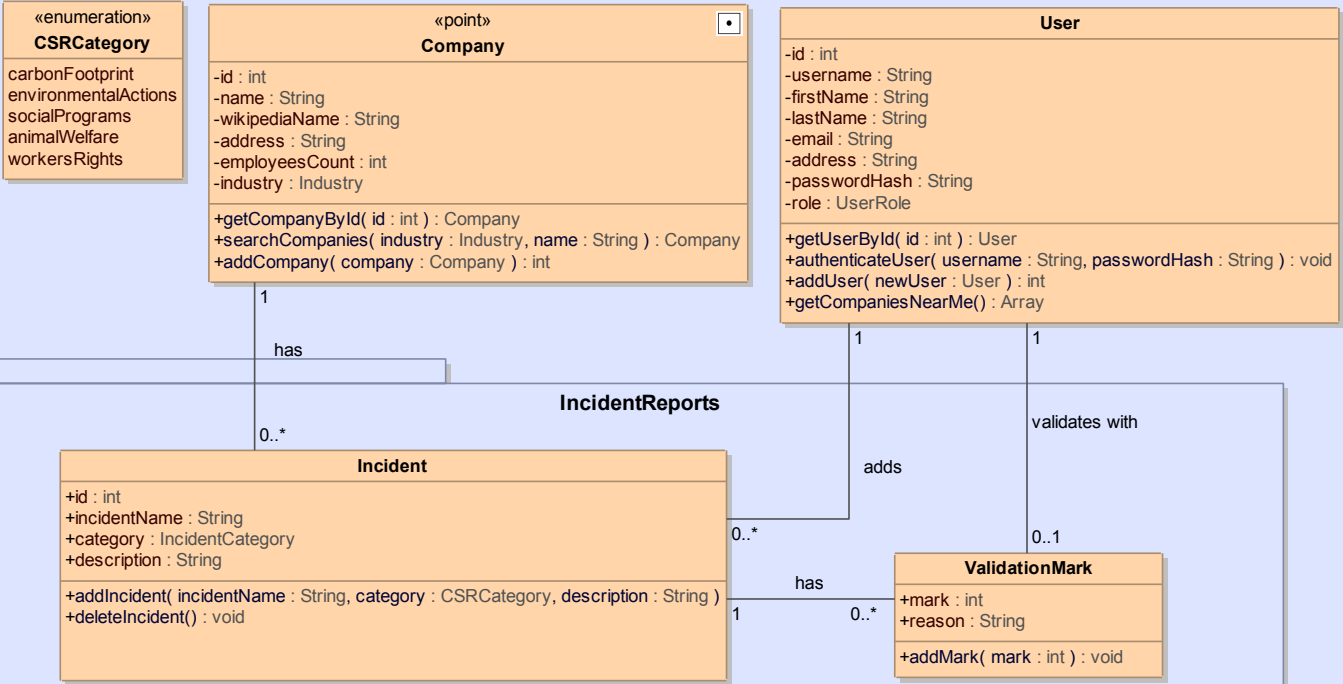 «enumeration»
CSRCategory
carbonFootprint
environmentalActions
socialPrograms
animalWelfare
workersRights
«point»
Company
-id : int
-name : String
-wikipediaName : String
-address : String
-employeesCount : int
-industry : Industry
+getCompanyById( id : int ) : Company
+searchCompanies( industry : Industry, name : String ) : Company
+addCompany( company : Company ) : int
User
-id : int
-username : String
-firstName : String
-lastName : String
-email : String
-address : String
-passwordHash : String
-role : UserRole
+getUserById( id : int ) : User
+authenticateUser( username : String, passwordHash : String ) : void
+addUser( newUser : User ) : int
+getCompaniesNearMe() : Array
1
has
0..*
1
adds
0..*
1
validates with
0..1
IncidentReports
Incident
+id : int
+incidentName : String
+category : IncidentCategory
+description : String
+addIncident( incidentName : String, category : CSRCategory, description : String )
+deleteIncident() : void
has
1
0..*
ValidationMark
+mark : int
+reason : String
+addMark( mark : int ) : void